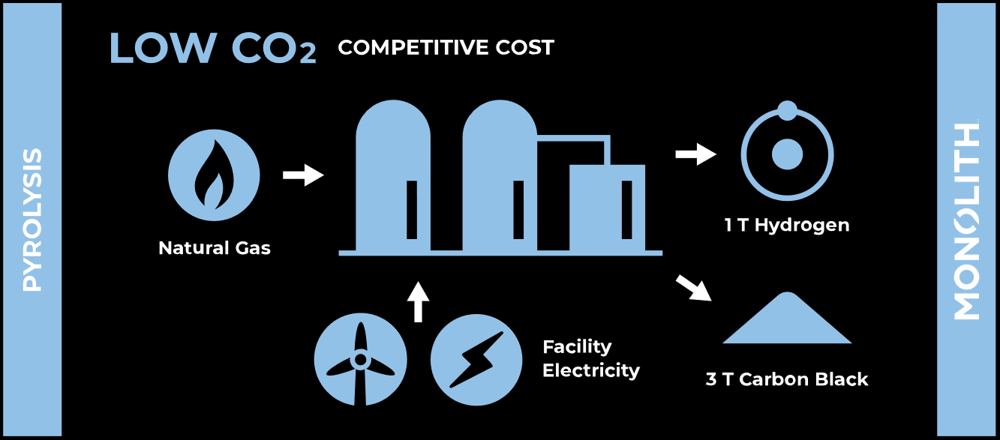 PYROLYSIS
LOW CO₂ COMPETITIVE COST
Natural Gas
Facility
Electricity
1 T Hydrogen
3 T Carbon Black
MONOLITH